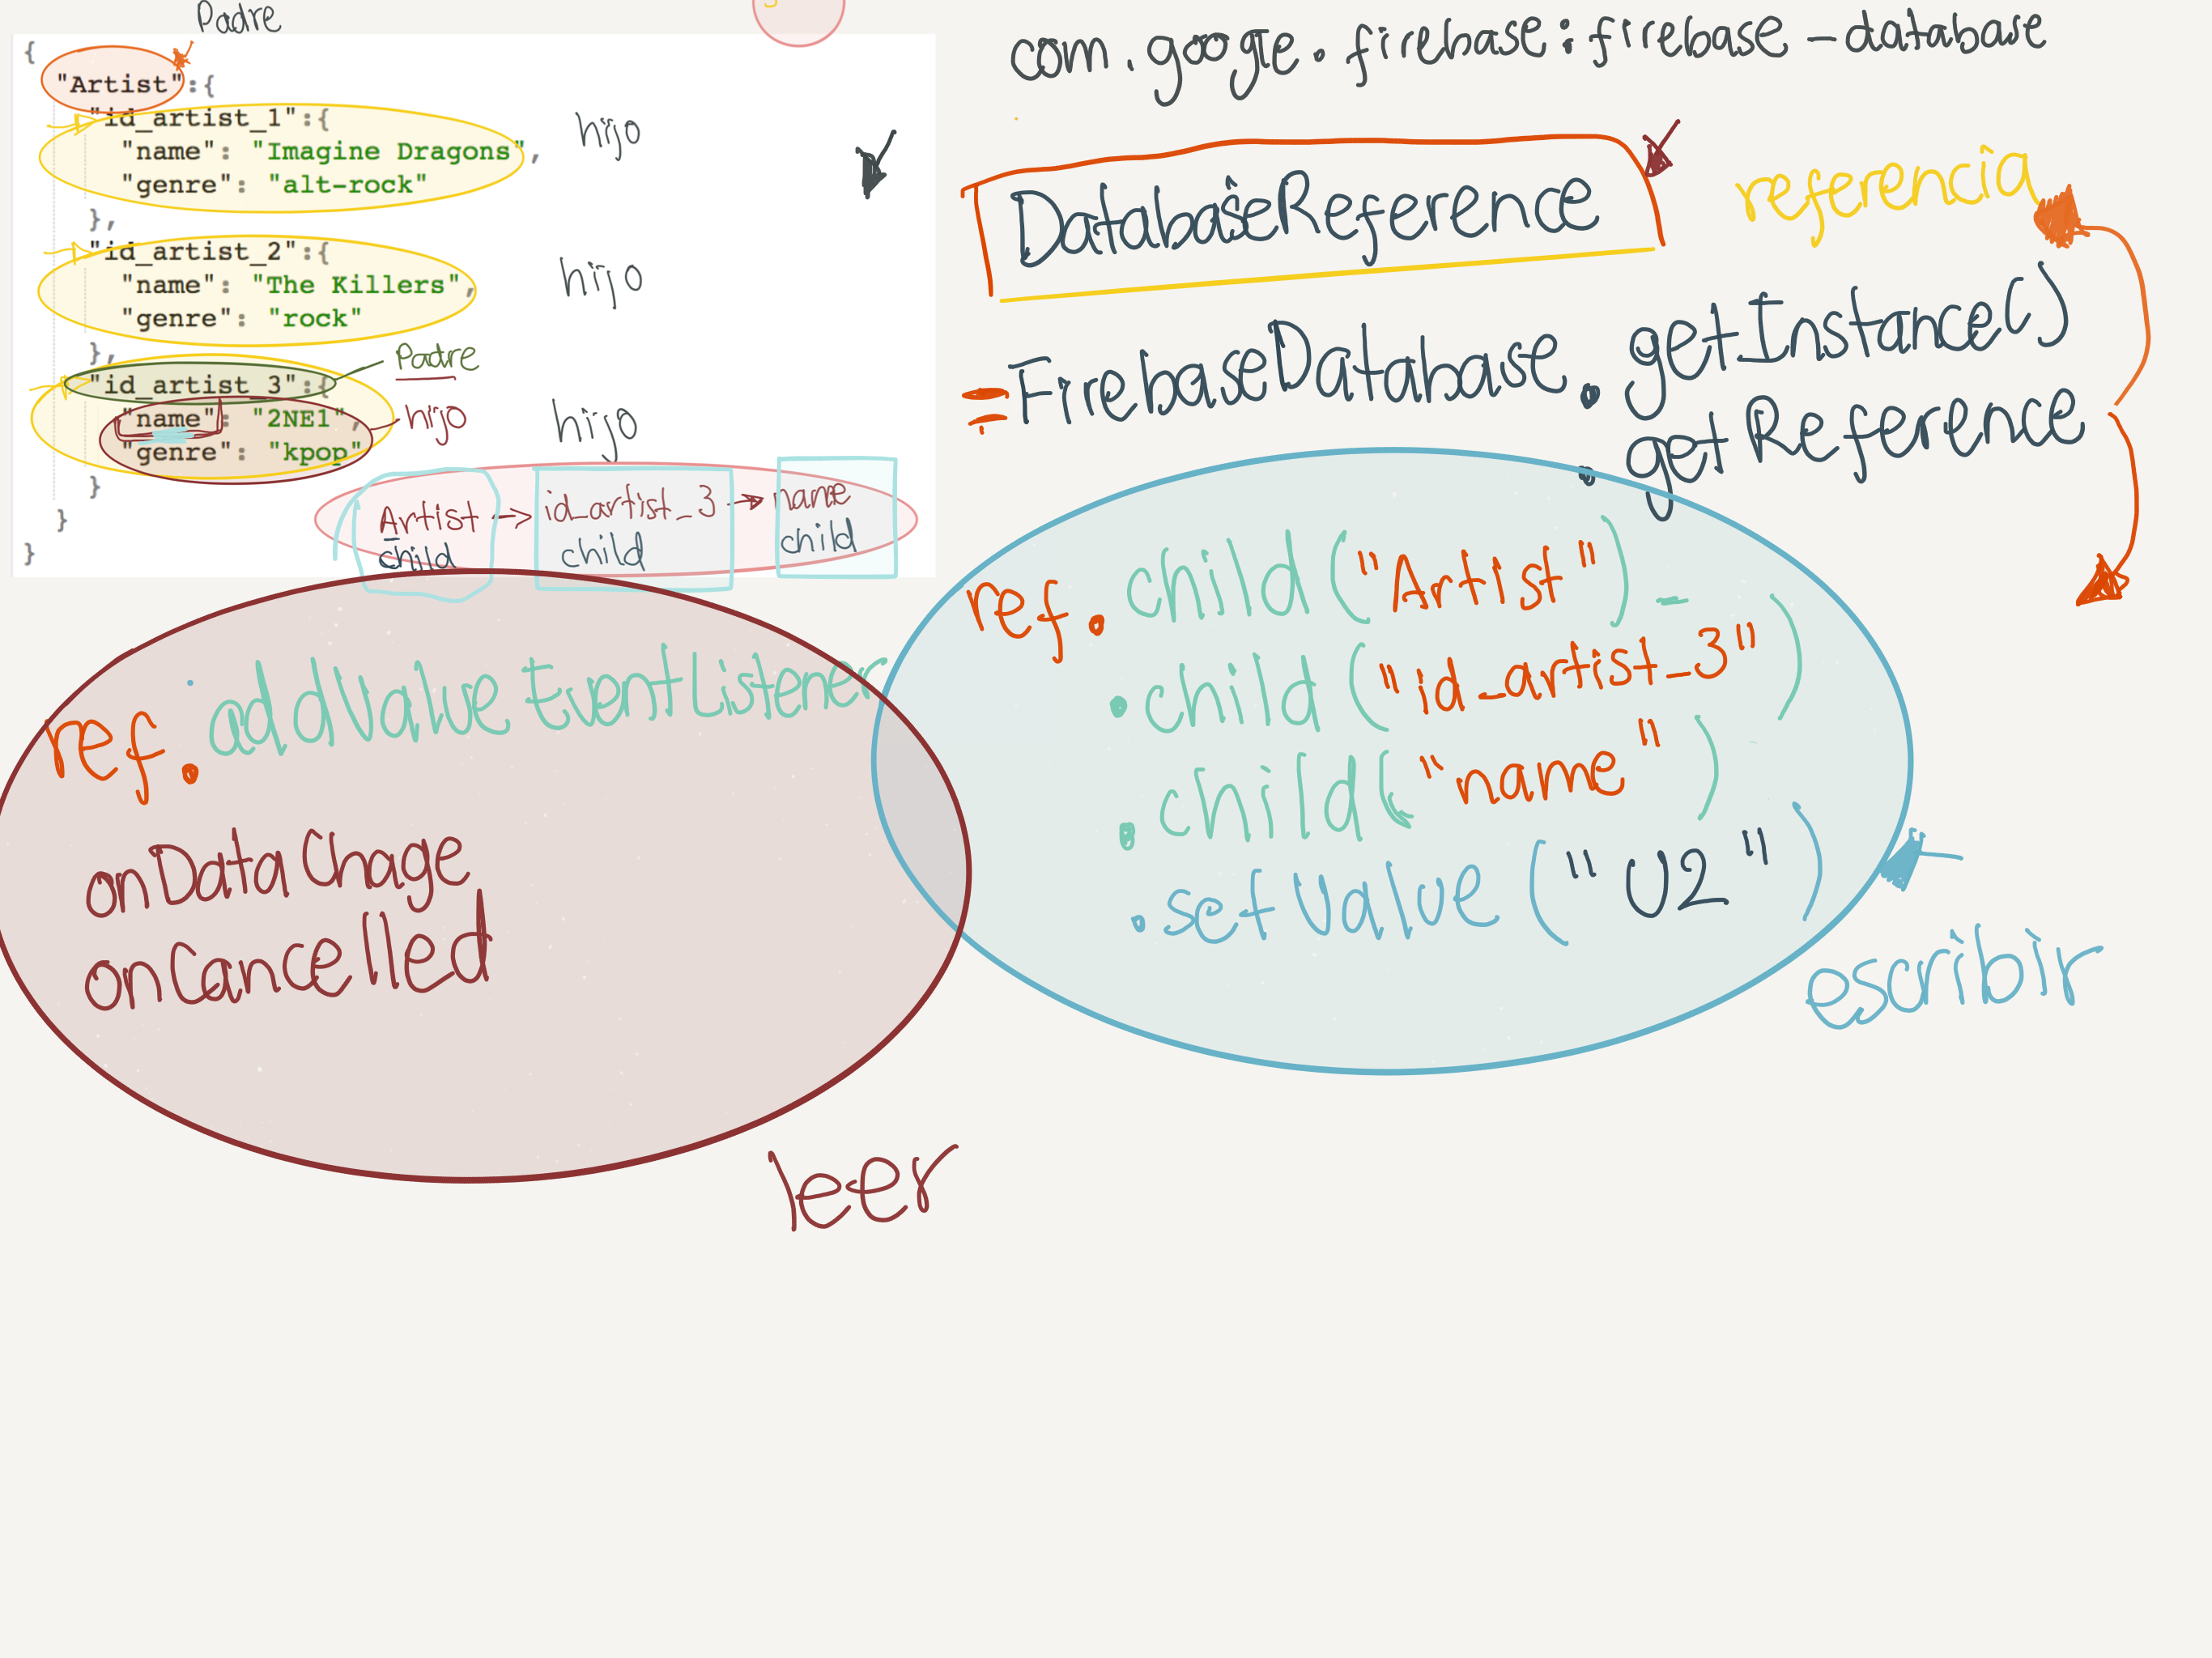 Padre
{
"Artist":{
"id_artist_1":{
"name": "Imagine Dragons",
"genre": "alt-rock"
},
hijo
"id_artist_2":{
"name": "The Killers",
"genre": "rock"
},
hijo
"id_artist_3":{
Padre
"name": "2NE1",
"genre": "kpop"
hijo
hijo
}
}
}
Artist → id_artist_3 → name
child child child
com.google.firebase:firebase-database
DatabaseReference
referencia
=FirebaseDatabase.getInstance()
.getReference
ref.child("Artist")
.child("id_artist_3")
.child("name")
.setValue("U2")
escribir
ref.addValueEventListener
onDataChage
onCancelled
leer